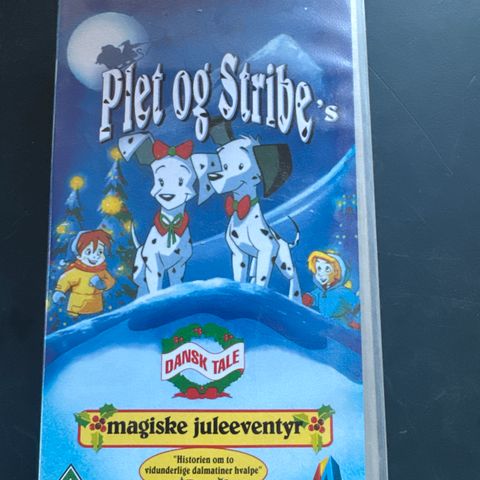 Plet og Stribe's
DANSK TALE
magiske juleeventyr
"Historien om to
vidunderlige dalmatiner hvalpe"
A